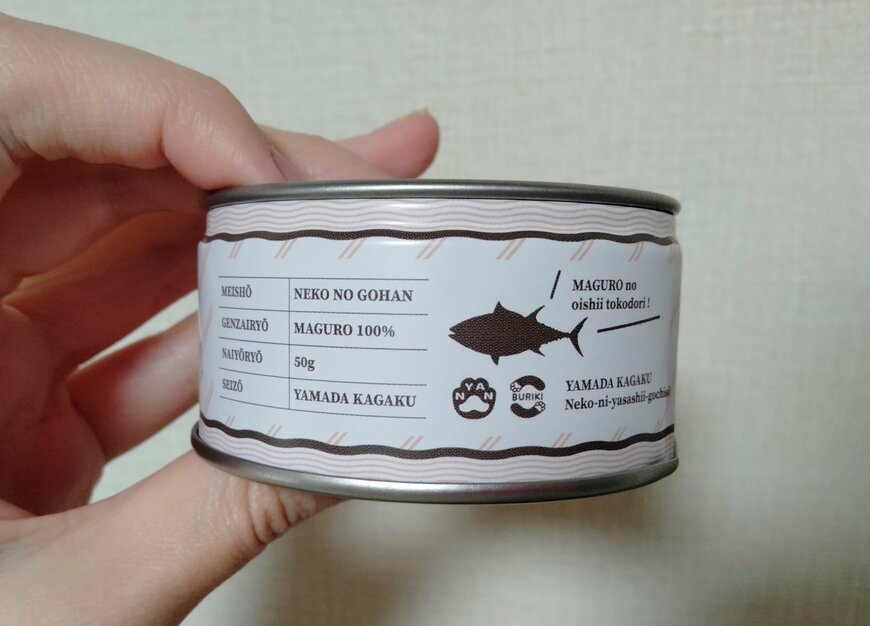 MEISHŌ NEKO NO GOHAN
GENZAIRYŌ MAGURO 100%
NAIYŌRYŌ 50g
SEIZŌ YAMADA KAGAKU
MAGURO no
oishii tokodori !
NYAN
BURIKI
YAMADA KAGAKU
Neko-ni-yasashii-gochisō